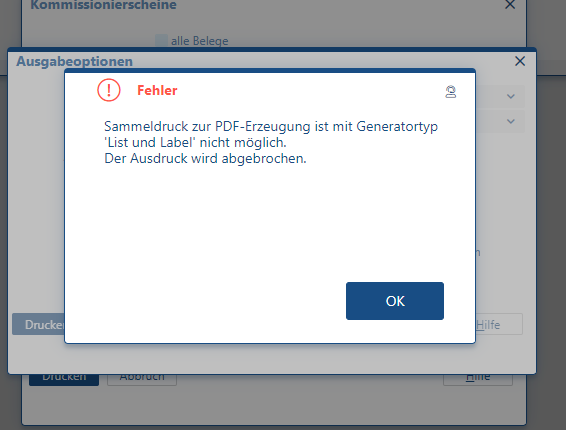 Kommissionierscheine
alle Belege
Ausgabeoptionen
Fehler
Sammeldruck zur PDF-Erzeugung ist mit Generatortyp
'List und Label' nicht möglich.
Der Ausdruck wird abgebrochen.
OK
Hilfe
Drucken
Abbruch
Hilfe